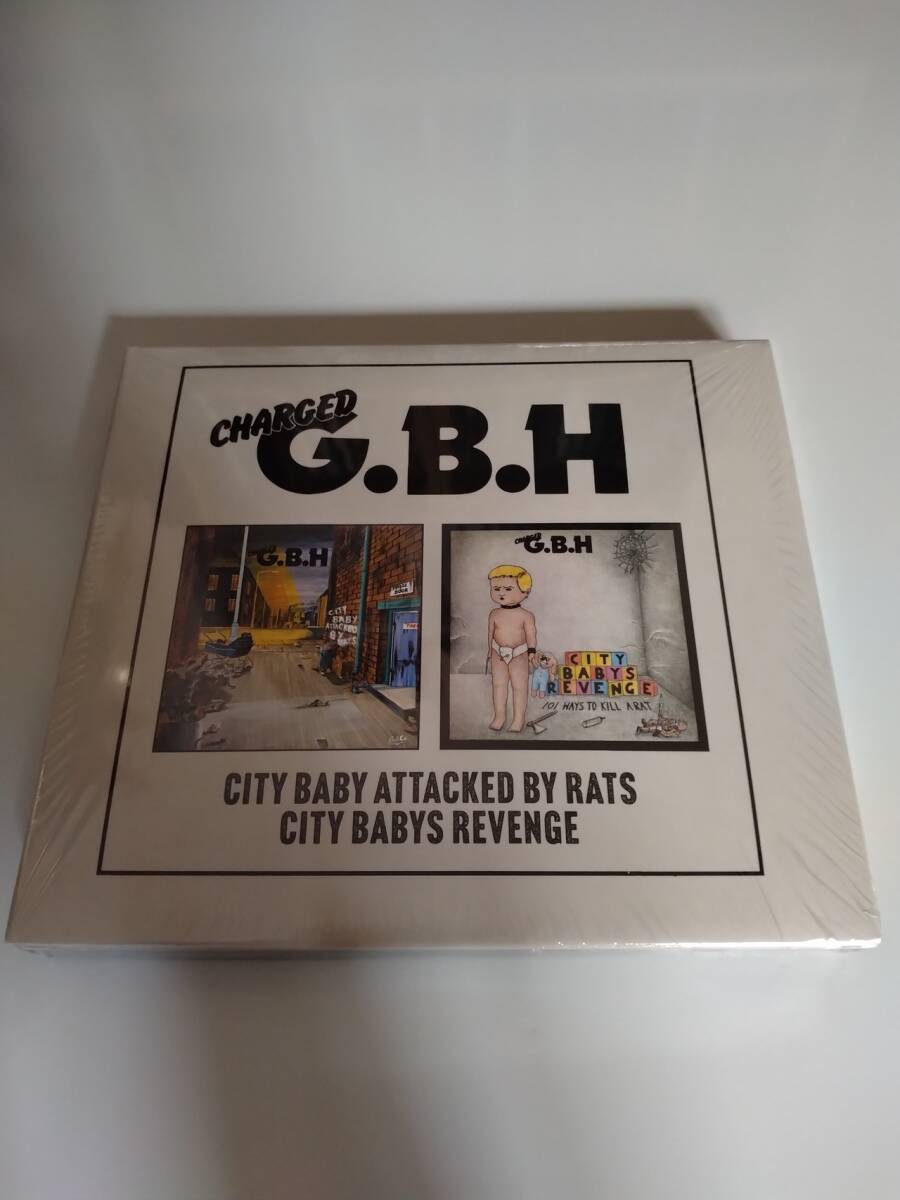 CHARGED
G.B.H
G.B.H
CITY
BABY
ATTACKED
BY RATS
CHARGED
G.B.H
CITY
BABYS
REVENGE
101 WAYS TO KILL A RAT
CITY BABY ATTACKED BY RATS
CITY BABYS REVENGE